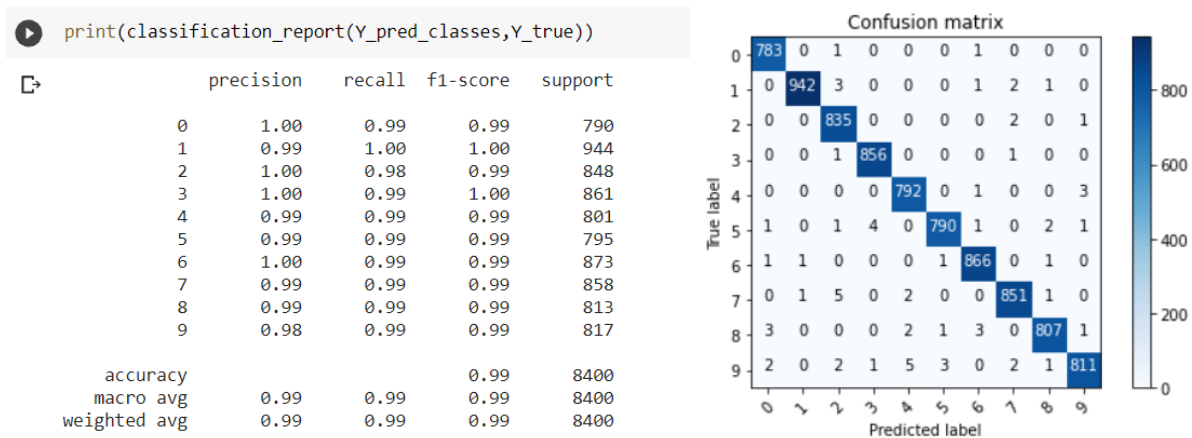 print(classification_report(Y_pred_classes,Y_true))
precision recall f1-score support
0 1.00 0.99 0.99 790
1 0.99 1.00 1.00 944
2 1.00 0.98 0.99 848
3 1.00 0.99 1.00 861
4 0.99 0.99 0.99 801
5 0.99 0.99 0.99 795
6 1.00 0.99 0.99 873
7 0.99 0.99 0.99 858
8 0.99 0.99 0.99 813
9 0.98 0.99 0.99 817
accuracy 0.99 8400
macro avg 0.99 0.99 0.99 8400
weighted avg 0.99 0.99 0.99 8400
Confusion matrix
True label
0 783 0 1 0 0 0 1 0 0 0
1 0 942 3 0 0 0 1 2 1 0
2 0 0 835 0 0 0 0 2 0 1
3 0 0 1 856 0 0 0 1 0 0
4 0 0 0 0 792 0 1 0 0 3
5 1 0 1 4 0 790 1 0 2 1
6 1 1 0 0 0 1 866 0 1 0
7 0 1 5 0 2 0 0 851 1 0
8 3 0 0 0 2 1 3 0 807 1
9 2 0 2 1 5 3 0 2 1 811
0 1 2 3 4 5 6 7 8 9
Predicted label
800
600
400
200
0